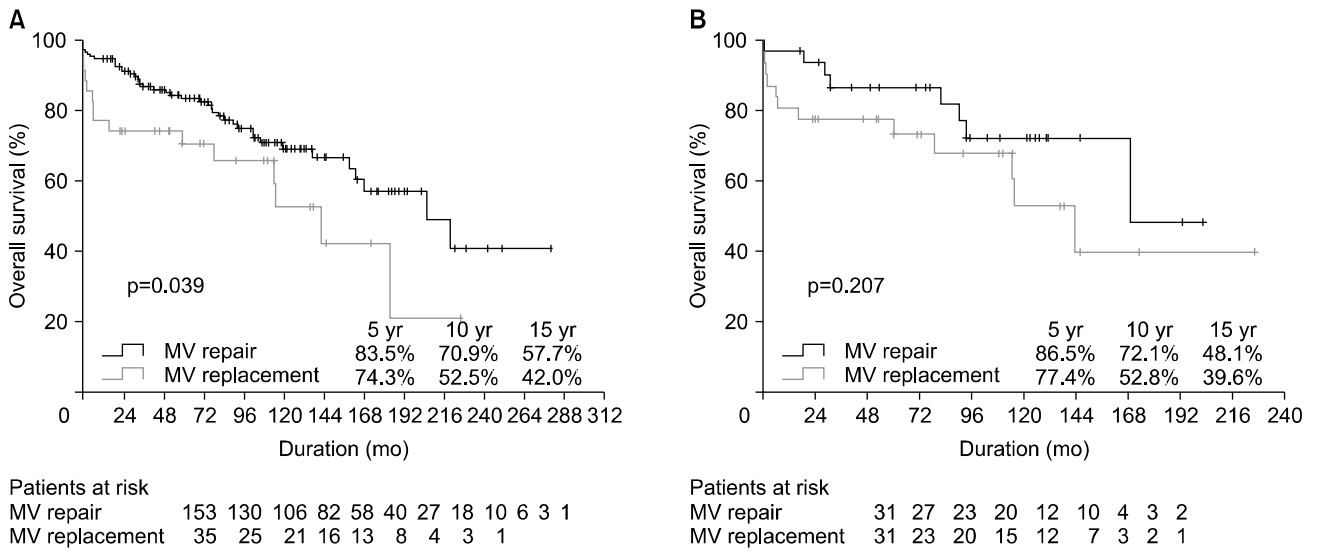 A
100
80
60
40
20
Overall survival (%)
p=0.039
5 yr 10 yr 15 yr
MV repair 83.5% 70.9% 57.7%
MV replacement 74.3% 52.5% 42.0%
0 24 48 72 96 120 144 168 192 216 240 264 288 312
Duration (mo)
Patients at risk
MV repair 153 130 106 82 58 40 27 18 10 6 3 1
MV replacement 35 25 21 16 13 8 4 3 1
B
100
80
60
40
20
Overall survival (%)
p=0.207
5 yr 10 yr 15 yr
MV repair 86.5% 72.1% 48.1%
MV replacement 77.4% 52.8% 39.6%
0 24 48 72 96 120 144 168 192 216 240
Duration (mo)
Patients at risk
MV repair 31 27 23 20 12 10 4 3 2
MV replacement 31 23 20 15 12 7 3 2 1